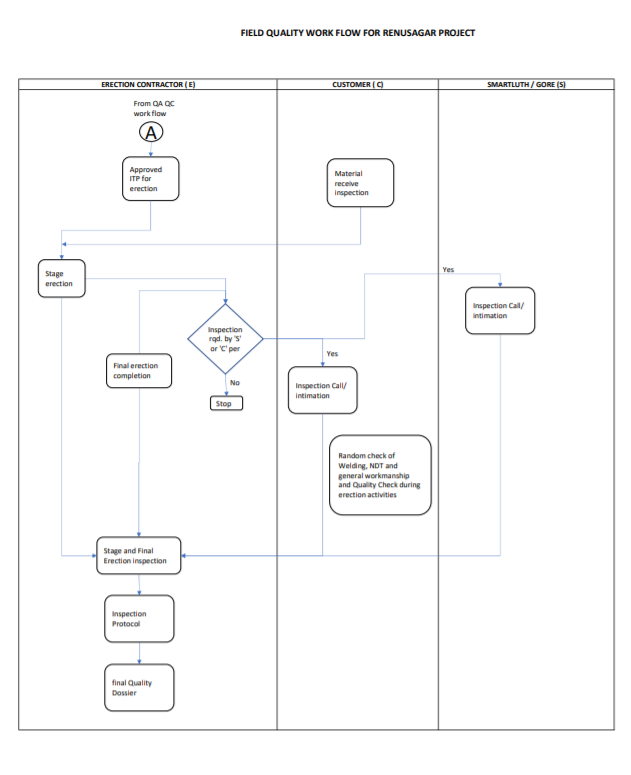 FIELD QUALITY WORK FLOW FOR RENUSAGAR PROJECT
ERECTION CONTRACTOR ( E)
CUSTOMER ( C)
SMARTLUTH / GORE (S)
From QA QC
work flow
A
Approved
ITP for
erection
Material
receive
inspection
Stage
erection
Yes
Inspection Call/
intimation
Inspection
rqd. by 'S'
or 'C' per
Yes
Final erection
completion
No
Inspection Call/
intimation
Stop
Random check of
Welding, NDT and
general workmanship
and Quality Check during
erection activities
Stage and Final
Erection inspection
Inspection
Protocol
final Quality
Dossier